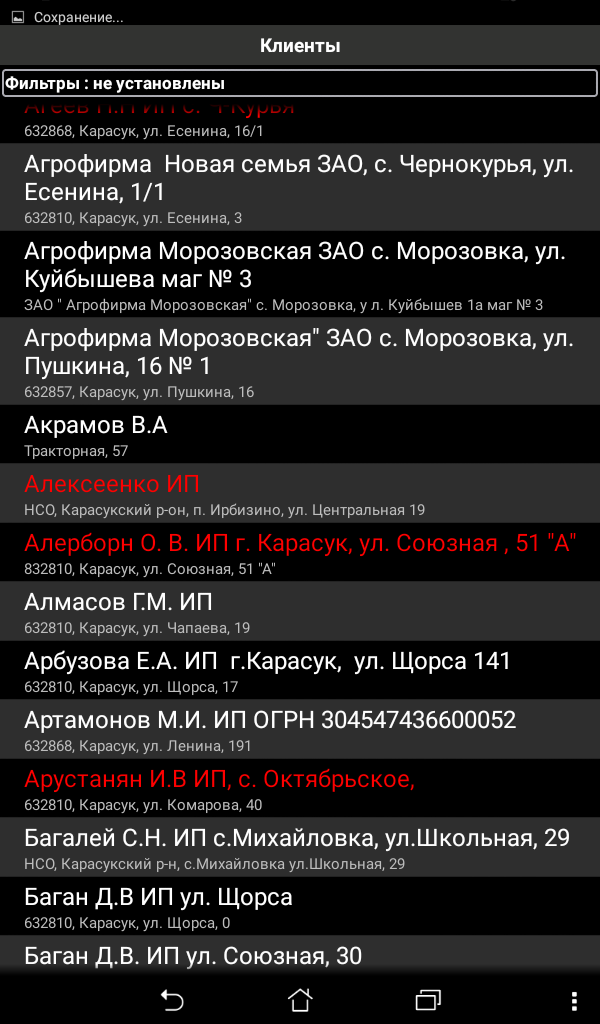 Сохранение...
Клиенты
Фильтры : не установлены
632868, Карасук, ул. Есенина, 16/1
Агрофирма  Новая семья ЗАО, с. Чернокурья, ул.
Есенина, 1/1
632810, Карасук, ул. Есенина, 3
Агрофирма Морозовская ЗАО с. Морозовка, ул.
Куйбышева маг № 3
ЗАО " Агрофирма Морозовская" с. Морозовка, у л. Куйбышев 1а маг № 3
Агрофирма Морозовская" ЗАО с. Морозовка, ул.
Пушкина, 16 № 1
632857, Карасук, ул. Пушкина, 16
Акрамов В.А
Тракторная, 57
Алексеенко ИП
НСО, Карасукский р-он, п. Ирбизино, ул. Центральная 19
Алерборн О. В. ИП г. Карасук, ул. Союзная , 51 "А"
832810, Карасук, ул. Союзная, 51 "А"
Алмасов Г.М. ИП
632810, Карасук, ул. Чапаева, 19
Арбузова Е.А. ИП  г.Карасук,  ул. Щорса 141
632810, Карасук, ул. Щорса, 17
Артамонов М.И. ИП ОГРН 304547436600052
632868, Карасук, ул. Ленина, 191
Арустанян И.В ИП, с. Октябрьское,
632810, Карасук, ул. Комарова, 40
Багалей С.Н. ИП с.Михайловка, ул.Школьная, 29
НСО, Карасукский р-н, с.Михайловка ул.Школьная, 29
Баган Д.В ИП ул. Щорса
632810, Карасук, ул. Щорса, 0
Баган Д.В. ИП ул. Союзная, 30